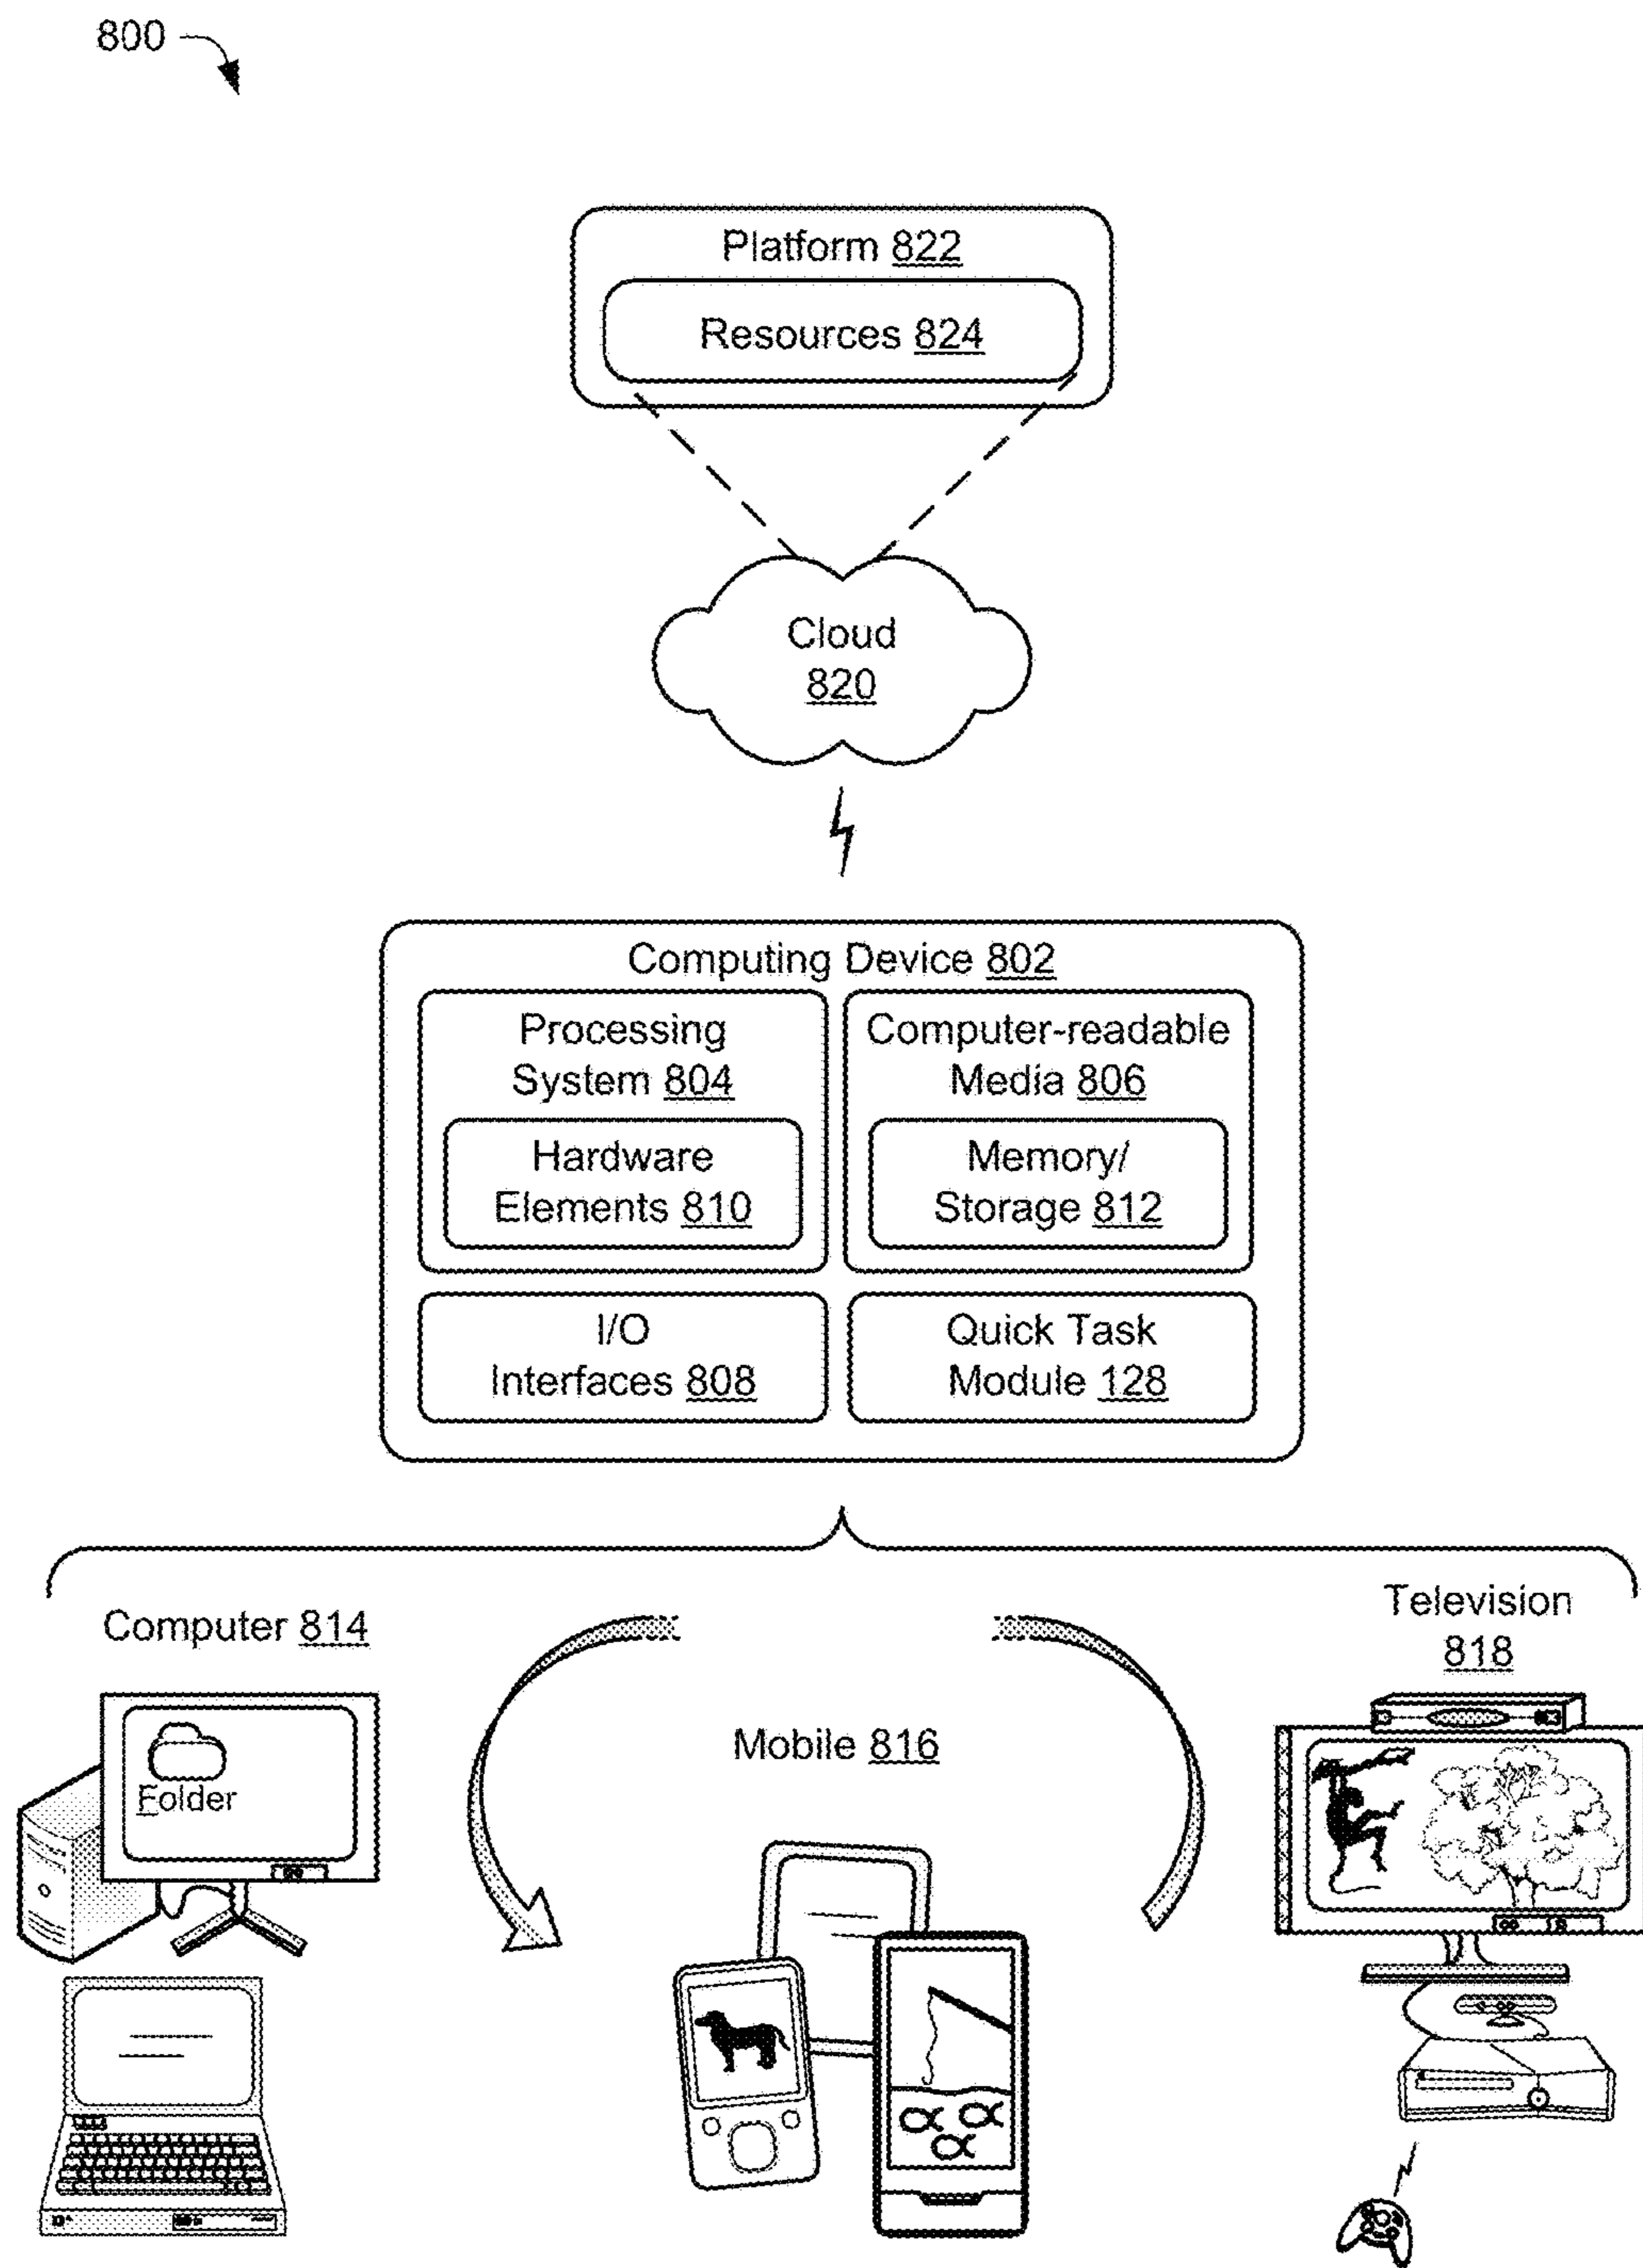 800
Platform 822
Resources 824
Cloud
820
Computing Device 802
Processing
System 804
Hardware
Elements 810
Computer-readable
Media 806
Memory/
Storage 812
I/O
Interfaces 808
Quick Task
Module 128
Computer 814
Folder
Mobile 816
Television
818